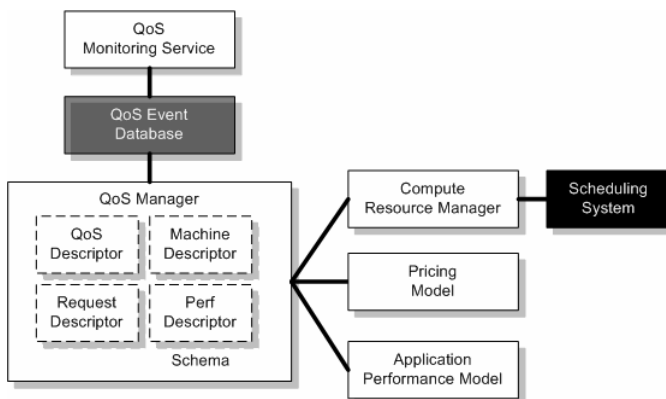 QoS
Monitoring Service
QoS Event
Database
QoS Manager
QoS
Descriptor
Machine
Descriptor
Request
Descriptor
Perf
Descriptor
Schema
Compute
Resource Manager
Scheduling
System
Pricing
Model
Application
Performance Model